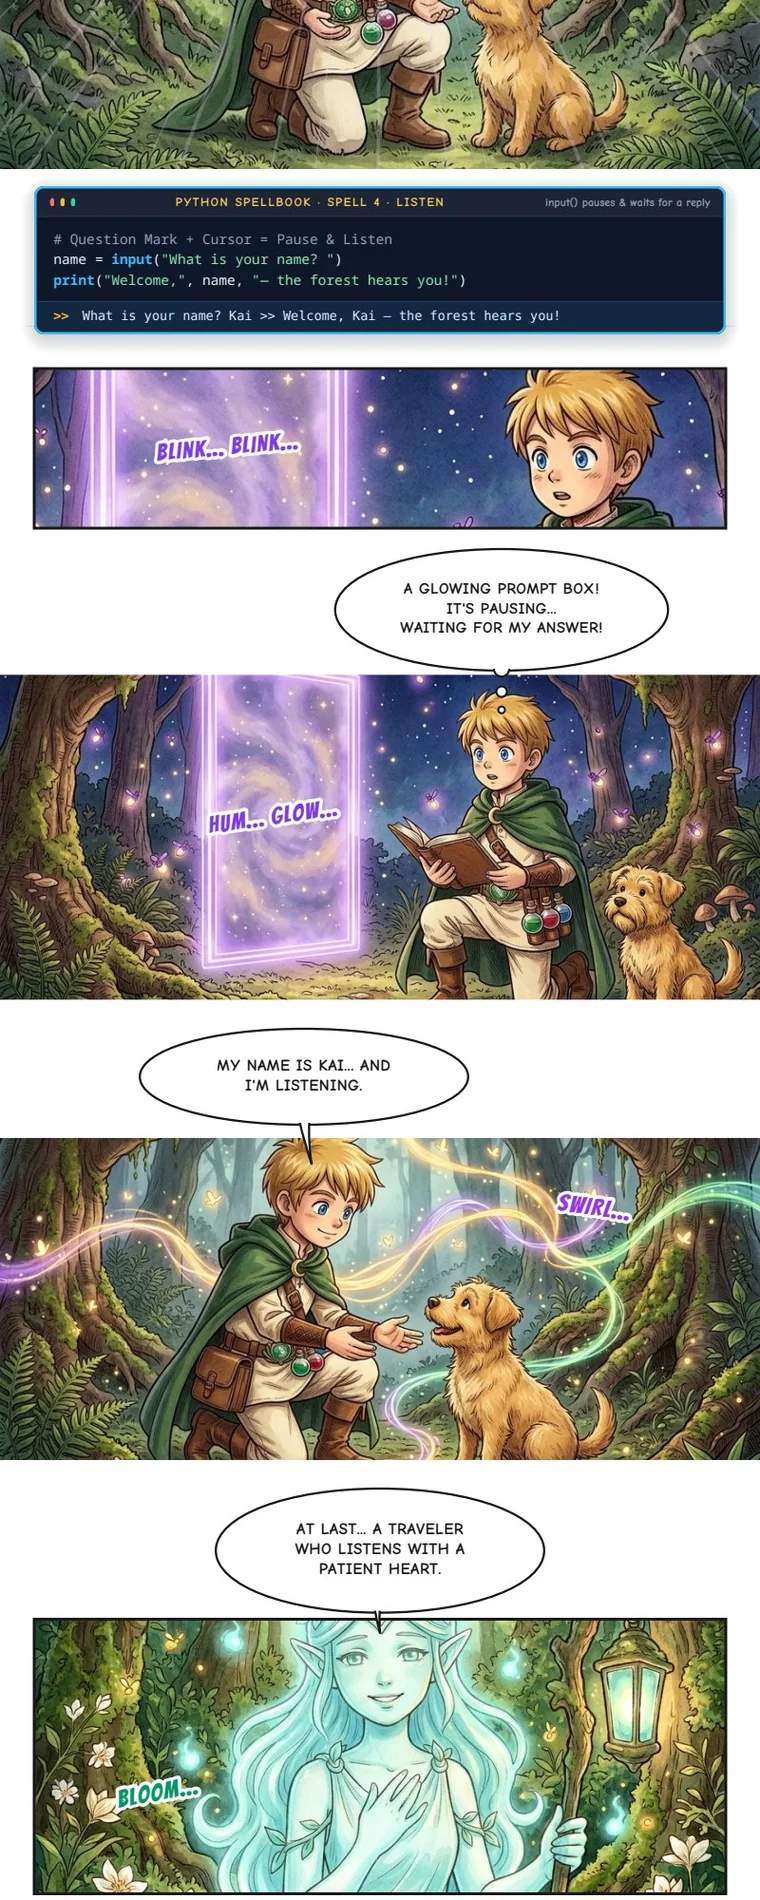 PYTHON SPELLBOOK · SPELL 4 · LISTEN
input() pauses & waits for a reply
# Question Mark + Cursor = Pause & Listen
name = input("What is your name? ")
print("Welcome,", name, "— the forest hears you!")
>> What is your name? Kai >> Welcome, Kai — the forest hears you!
BLINK... BLINK...
A GLOWING PROMPT BOX!
IT'S PAUSING...
WAITING FOR MY ANSWER!
HUM... GLOW...
MY NAME IS KAI... AND
I'M LISTENING.
SWIRL...
AT LAST... A TRAVELER
WHO LISTENS WITH A
PATIENT HEART.
BLOOM...